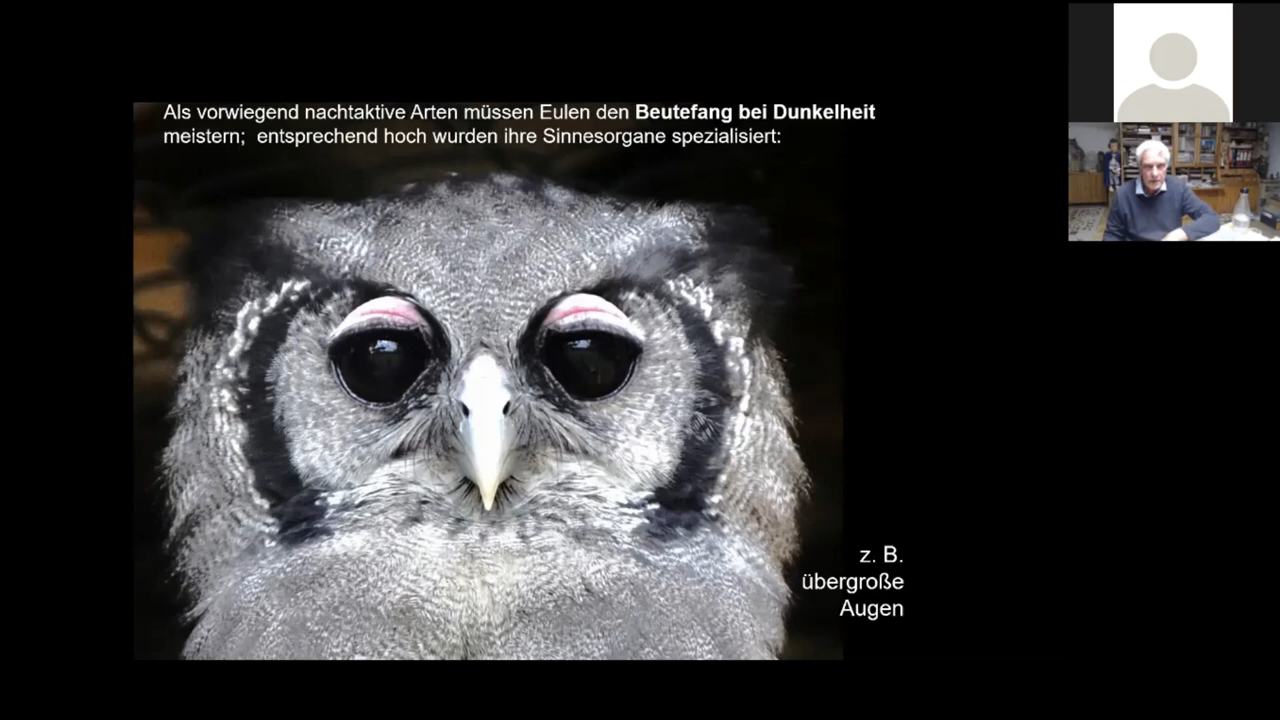 Als vorwiegend nachtaktive Arten müssen Eulen den Beutefang bei Dunkelheit
meistern;  entsprechend hoch wurden ihre Sinnesorgane spezialisiert:
z. B.
übergroße
Augen